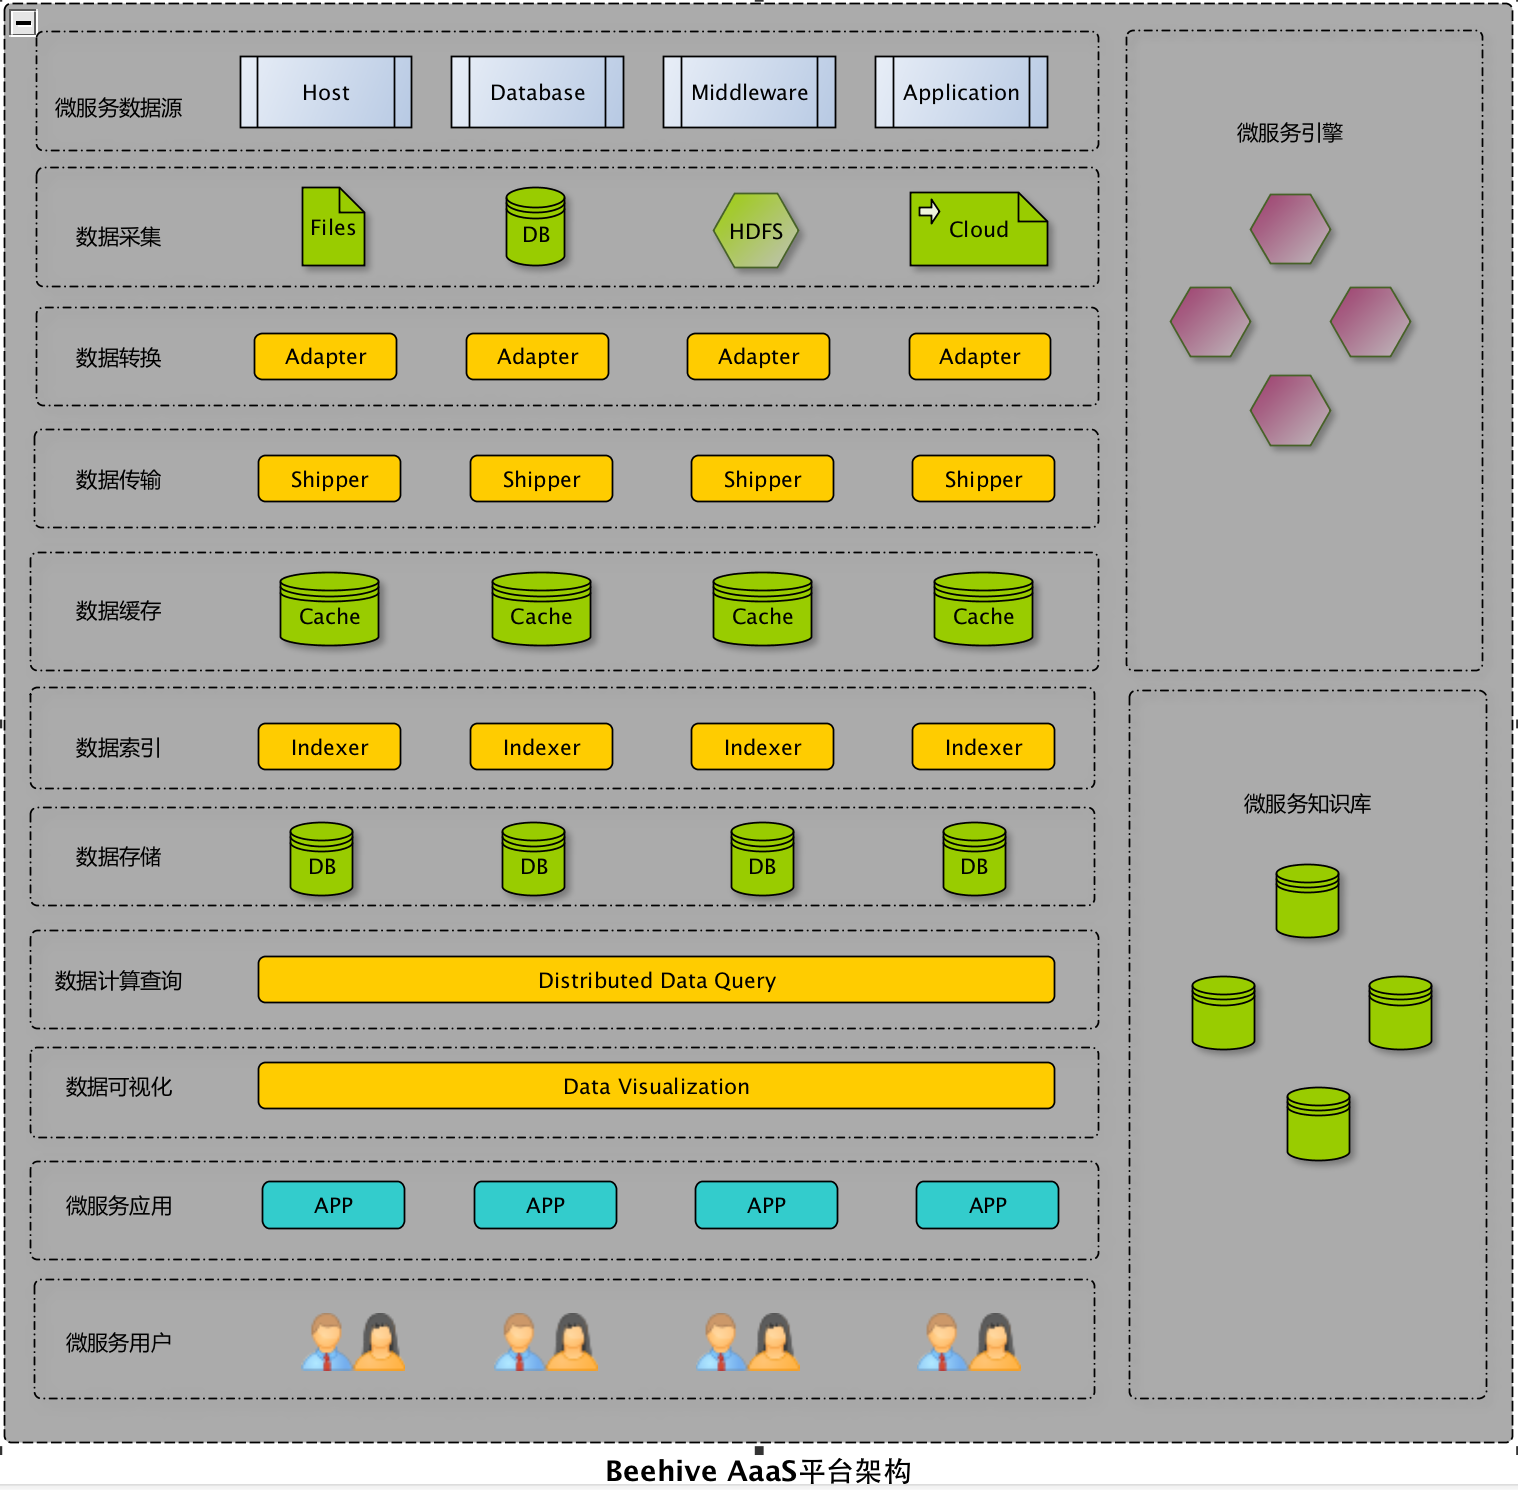 微服务数据源
Host
Database
Middleware
Application
数据采集
Files
DB
HDFS
Cloud
数据转换
Adapter
Adapter
Adapter
Adapter
数据传输
Shipper
Shipper
Shipper
Shipper
数据缓存
Cache
Cache
Cache
Cache
数据索引
Indexer
Indexer
Indexer
Indexer
数据存储
DB
DB
DB
DB
数据计算查询
Distributed Data Query
数据可视化
Data Visualization
微服务应用
APP
APP
APP
APP
微服务用户
微服务引擎
微服务知识库
Beehive AaaS平台架构